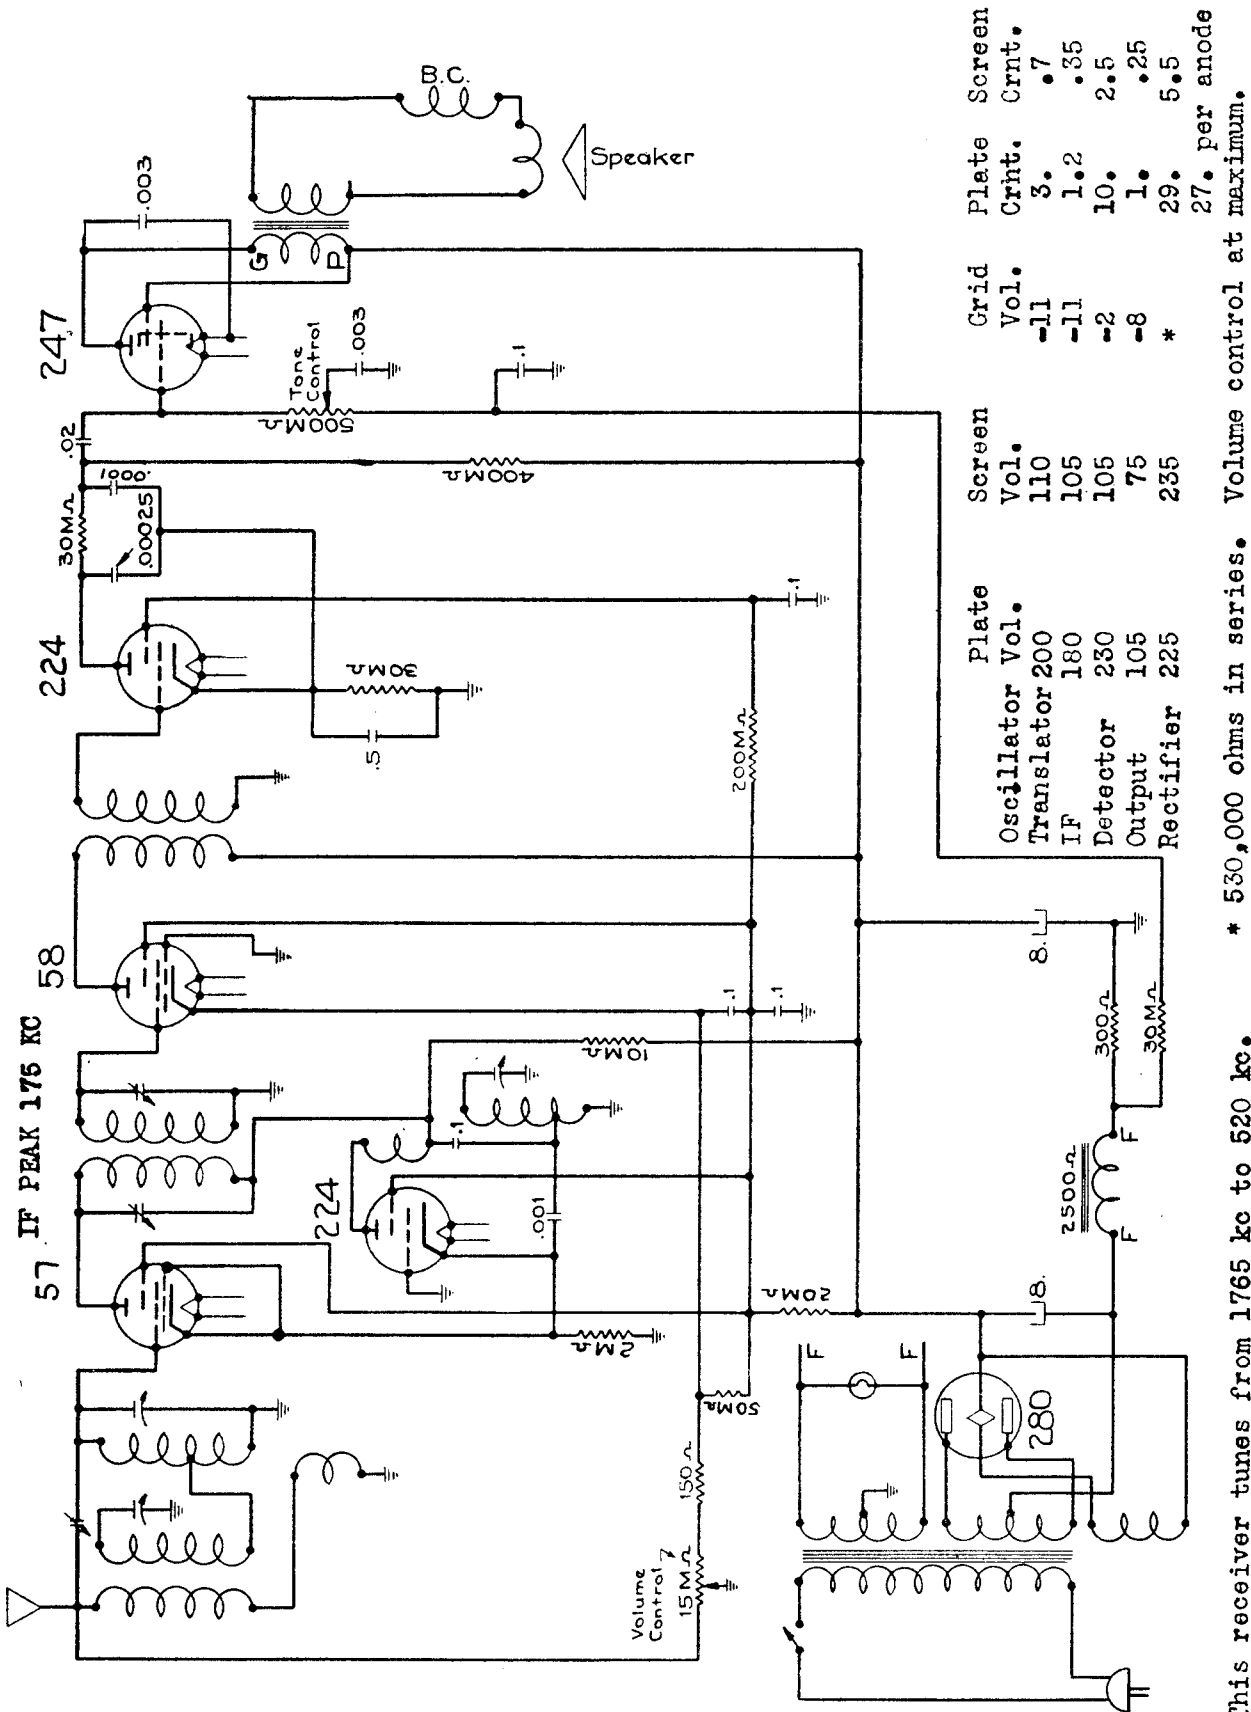 57
IF PEAK 175 KC
58
224
247
224
30MΩ
.00025
.0001
.02
.003
G
P
B.C.
Speaker
Tone
Control
500MΩ
.003
.1
400MΩ
30MΩ
.5
.1
200MΩ
.1
.1
10MΩ
.1
.001
2MΩ
20MΩ
50MΩ
150Ω
Volume
Control
15MΩ
F
F
280
8.
8.
2500Ω
F
F
300Ω
30MΩ
Plate Screen Grid Plate Screen
Oscillator Vol. Vol. Vol. Crnt. Crnt.
Translator 200 110 -11 3. .7
IF 180 105 -11 1.2 .35
Detector 230 105 -2 10. 2.5
Output 105 75 -8 1. .25
Rectifier 225 235 * 29. 5.5
27. per anode
This receiver tunes from 1765 kc to 520 kc. * 530,000 ohms in series. Volume control at maximum.